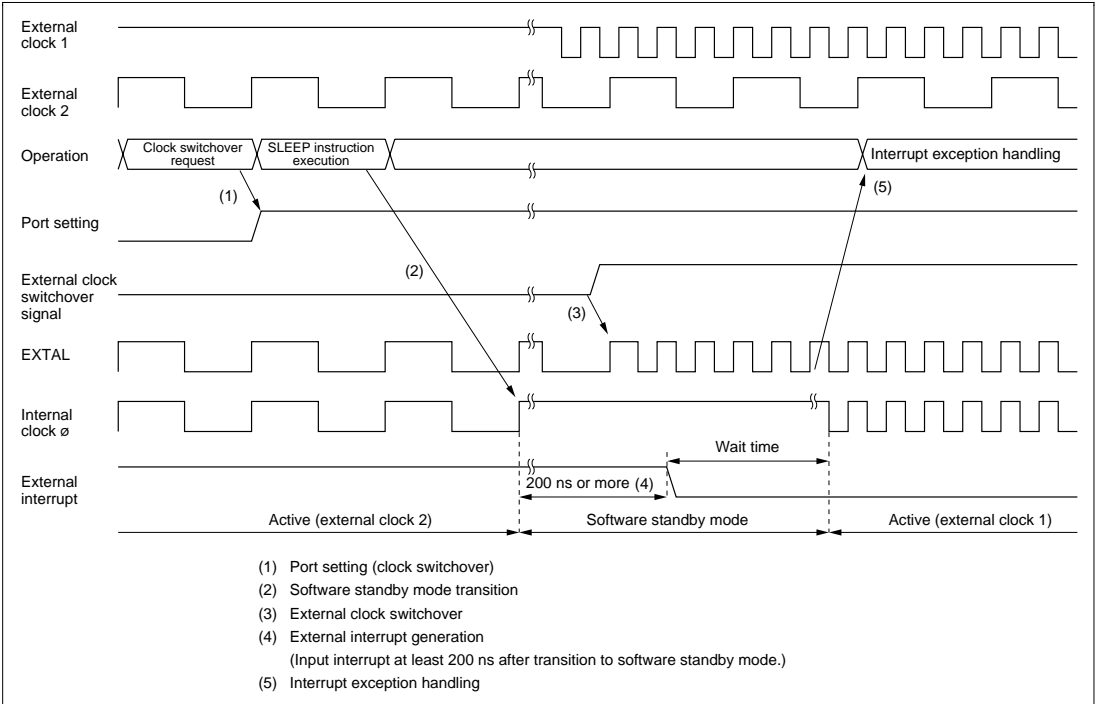 External
clock 1
External
clock 2
Operation
Clock switchover
request
SLEEP instruction
execution
Interrupt exception handling
(1)
(5)
Port setting
(2)
External clock
switchover
signal
(3)
EXTAL
Internal
clock ø
Wait time
External
interrupt
200 ns or more (4)
Active (external clock 2)
Software standby mode
Active (external clock 1)
(1) Port setting (clock switchover)
(2) Software standby mode transition
(3) External clock switchover
(4) External interrupt generation
(Input interrupt at least 200 ns after transition to software standby mode.)
(5) Interrupt exception handling